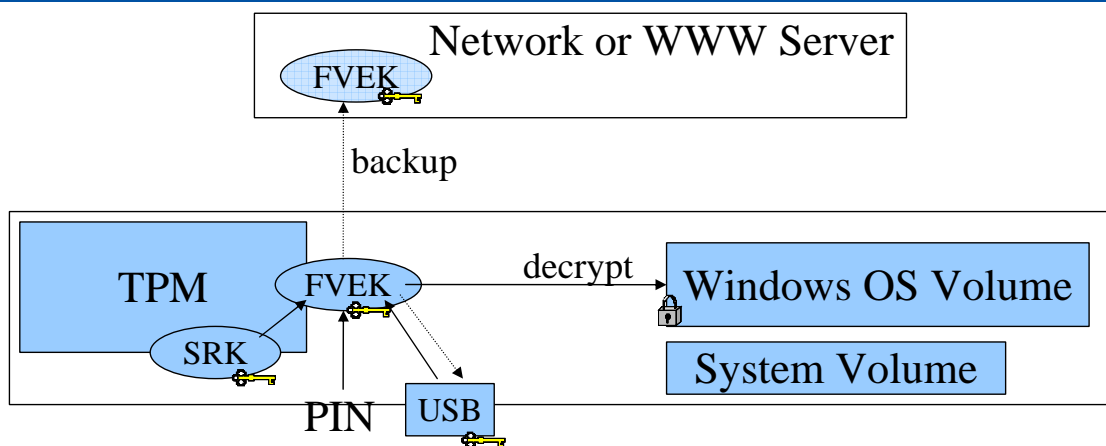 Network or WWW Server
FVEK
backup
TPM
FVEK
decrypt
Windows OS Volume
SRK
System Volume
PIN
USB